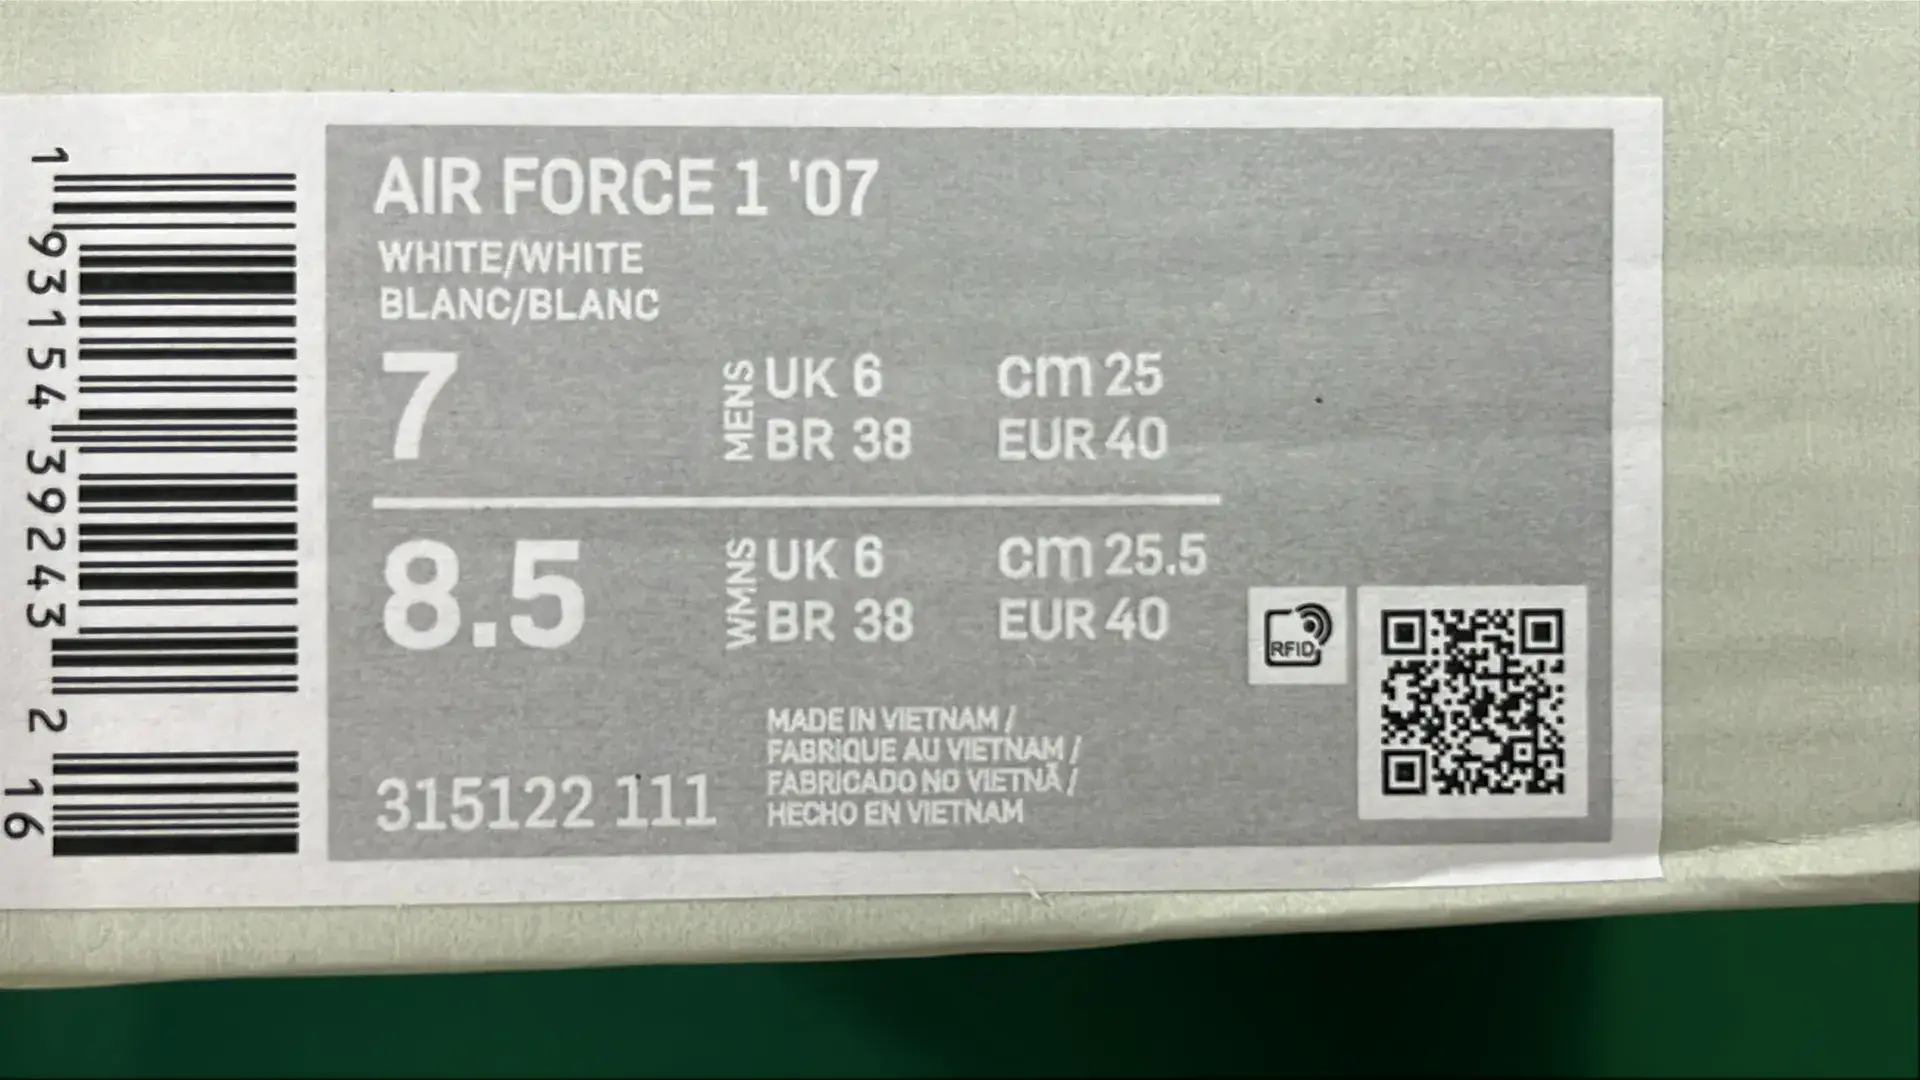 1 93154 39243 2
16
AIR FORCE 1 '07
WHITE/WHITE
BLANC/BLANC
7
MENS
UK 6 cm 25
BR 38 EUR 40
8.5
WMNS
UK 6 cm 25.5
BR 38 EUR 40
MADE IN VIETNAM /
FABRIQUE AU VIETNAM /
FABRICADO NO VIETNÃ /
HECHO EN VIETNAM
315122 111
RFID